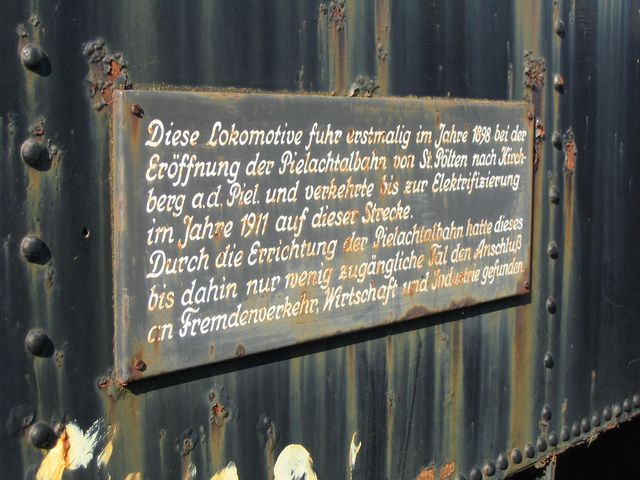 Diese Lokomotive fuhr erstmalig im Jahre 1898 bei der
Eröffnung der Pielachtalbahn von St. Pölten nach Kirch-
berg a.d. Piel. und verkehrte bis zur Elektrifizierung
im Jahre 1911 auf dieser Strecke.
Durch die Errichtung der Pielachtalbahn hatte dieses
bis dahin nur wenig zugängliche Tal den Anschluß
an Fremdenverkehr, Wirtschaft und Industrie gefunden.